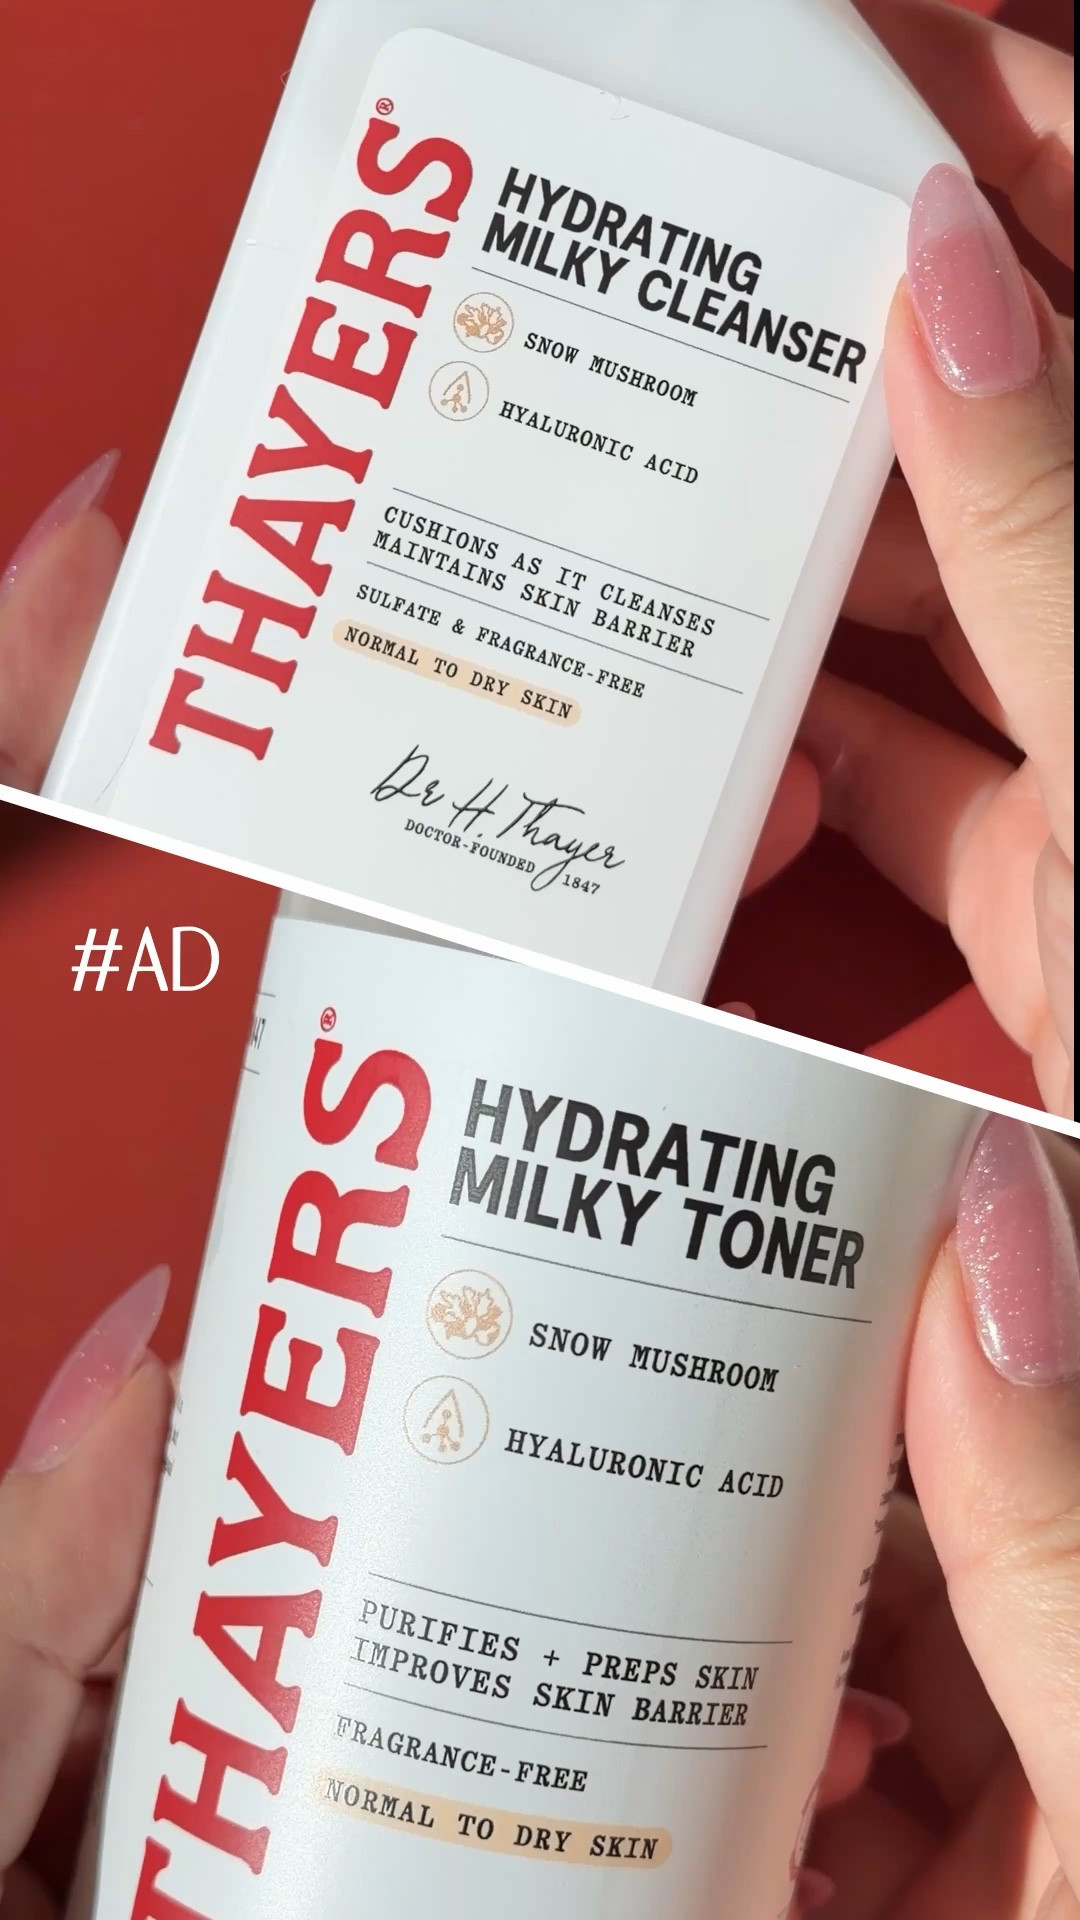 THAYERS®
HYDRATING
MILKY CLEANSER
SNOW MUSHROOM
HYALURONIC ACID
CUSHIONS AS IT CLEANSES
MAINTAINS SKIN BARRIER
SULFATE & FRAGRANCE-FREE
NORMAL TO DRY SKIN
Dr H. Thayer
DOCTOR-FOUNDED 1847
#AD
THAYERS®
HYDRATING
MILKY TONER
SNOW MUSHROOM
HYALURONIC ACID
PURIFIES + PREPS SKIN
IMPROVES SKIN BARRIER
FRAGRANCE-FREE
NORMAL TO DRY SKIN